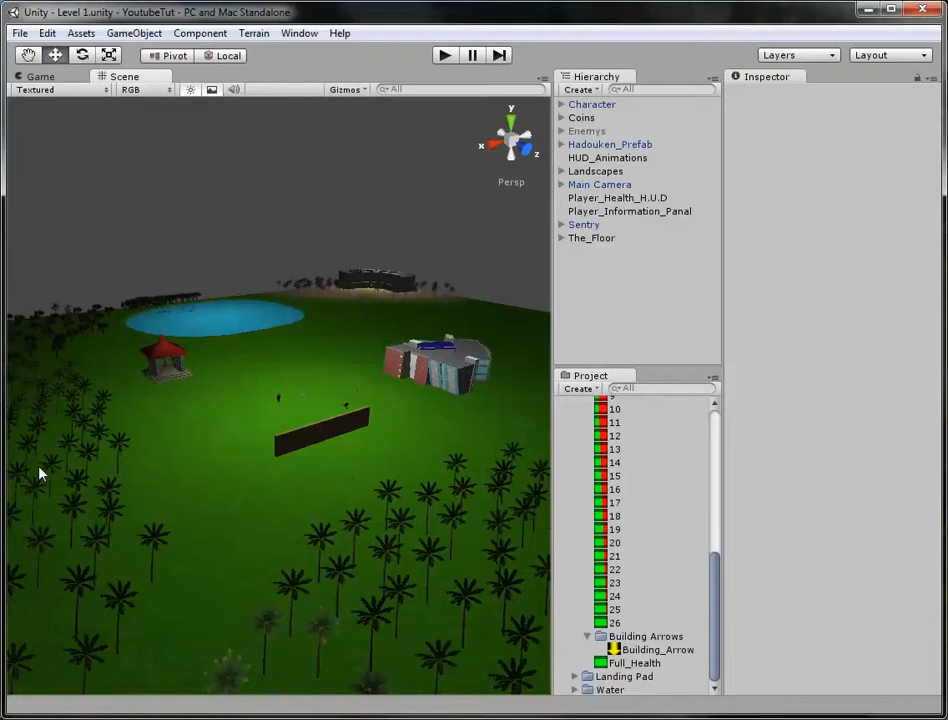 Unity - Level 1.unity - YoutubeTut - PC and Mac Standalone
File Edit Assets GameObject Component Terrain Window Help
Pivot Local Layers Layout
Game Scene
Textured RGB Gizmos All
y
x
z
Persp
Hierarchy
Create All
Character
Coins
Enemys
Hadouken_Prefab
HUD_Animations
Landscapes
Main Camera
Player_Health_H.U.D
Player_Information_Panal
Sentry
The_Floor
Project
Create All
10
11
12
13
14
15
16
17
18
19
20
21
22
23
24
25
26
Building Arrows
Building_Arrow
Full_Health
Landing Pad
Water
Inspector